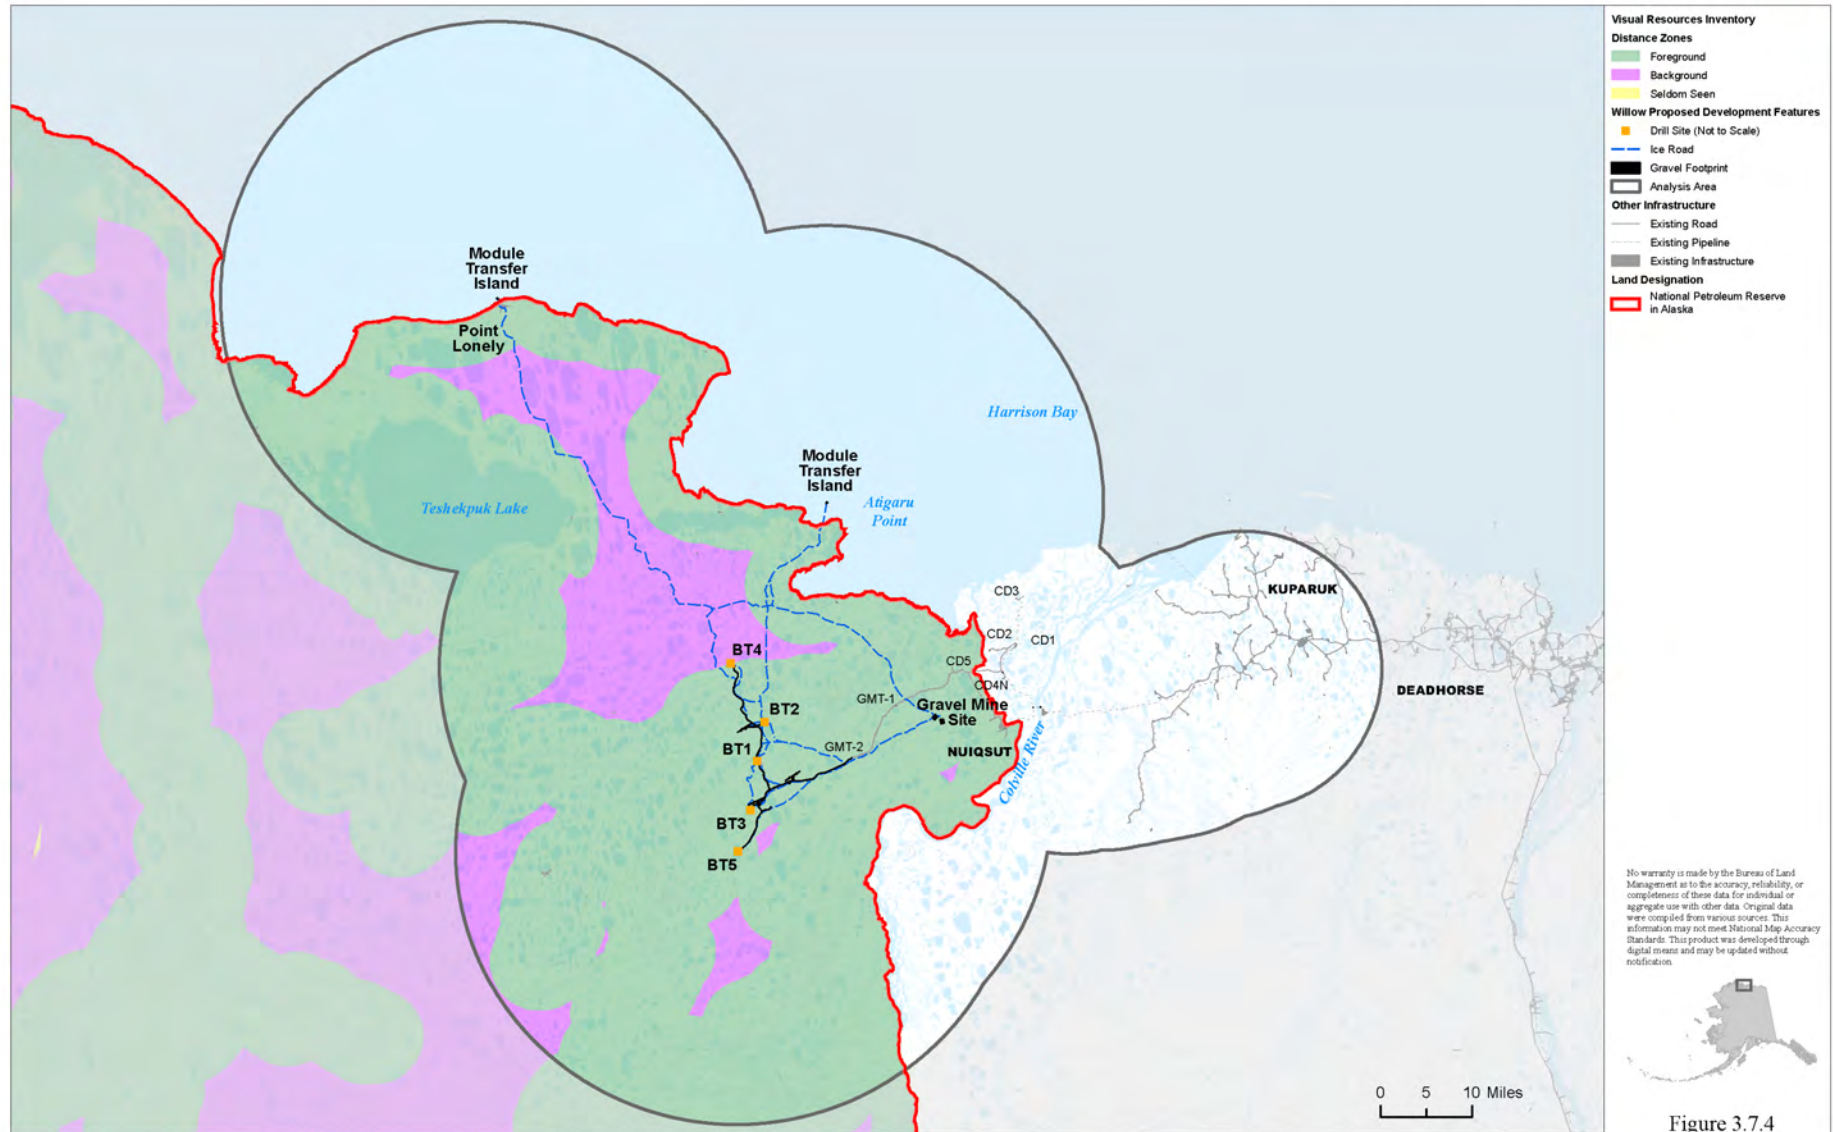 Visual Resources Inventory
Distance Zones
Foreground
Background
Seldom Seen
Willow Proposed Development Features
Drill Site (Not to Scale)
Ice Road
Gravel Footprint
Analysis Area
Other Infrastructure
Existing Road
Existing Pipeline
Existing Infrastructure
Land Designation
National Petroleum Reserve
in Alaska
Module
Transfer
Island
Point
Lonely
Harrison Bay
Module
Transfer
Island
Atigaru
Point
Teshekpuk Lake
CD3
KUPARUK
CD2
CD1
BT4
CD5
CD4N
DEADHORSE
GMT-1
Gravel Mine
Site
BT2
GMT-2
NUIQSUT
BT1
Colville River
BT3
BT5
No warranty is made by the Bureau of Land
Management as to the accuracy, reliability, or
completeness of these data for individual or
aggregate use with other data. Original data
were compiled from various sources. This
information may not meet National Map Accuracy
Standards. This product was developed through
digital means and may be updated without
notification.
0 5 10 Miles
Figure 3.7.4